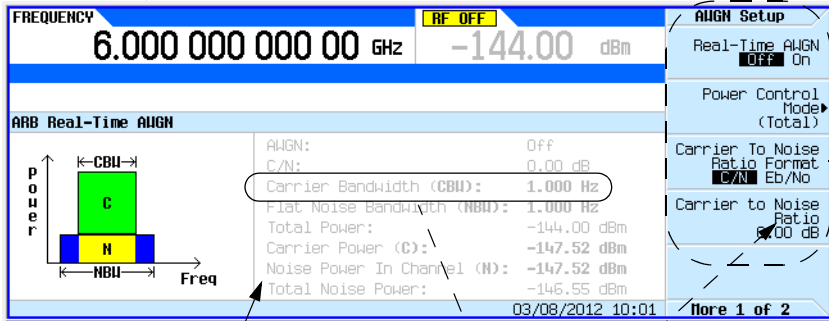 FREQUENCY
RF OFF
6.000 000 000 00 GHz
-144.00 dBm
ARB Real-Time AWGN
Power
CBW
C
N
NBW
Freq
AWGN: Off
C/N: 0.00 dB
Carrier Bandwidth (CBW): 1.000 Hz
Flat Noise Bandwidth (NBW): 1.000 Hz
Total Power: -144.00 dBm
Carrier Power (C): -147.52 dBm
Noise Power In Channel (N): -147.52 dBm
Total Noise Power: -146.55 dBm
03/08/2012 10:01
AWGN Setup
Real-Time AWGN
Off On
Power Control
Mode
(Total)
Carrier To Noise
Ratio Format
C/N Eb/No
Carrier to Noise
Ratio
0.00 dB
More 1 of 2